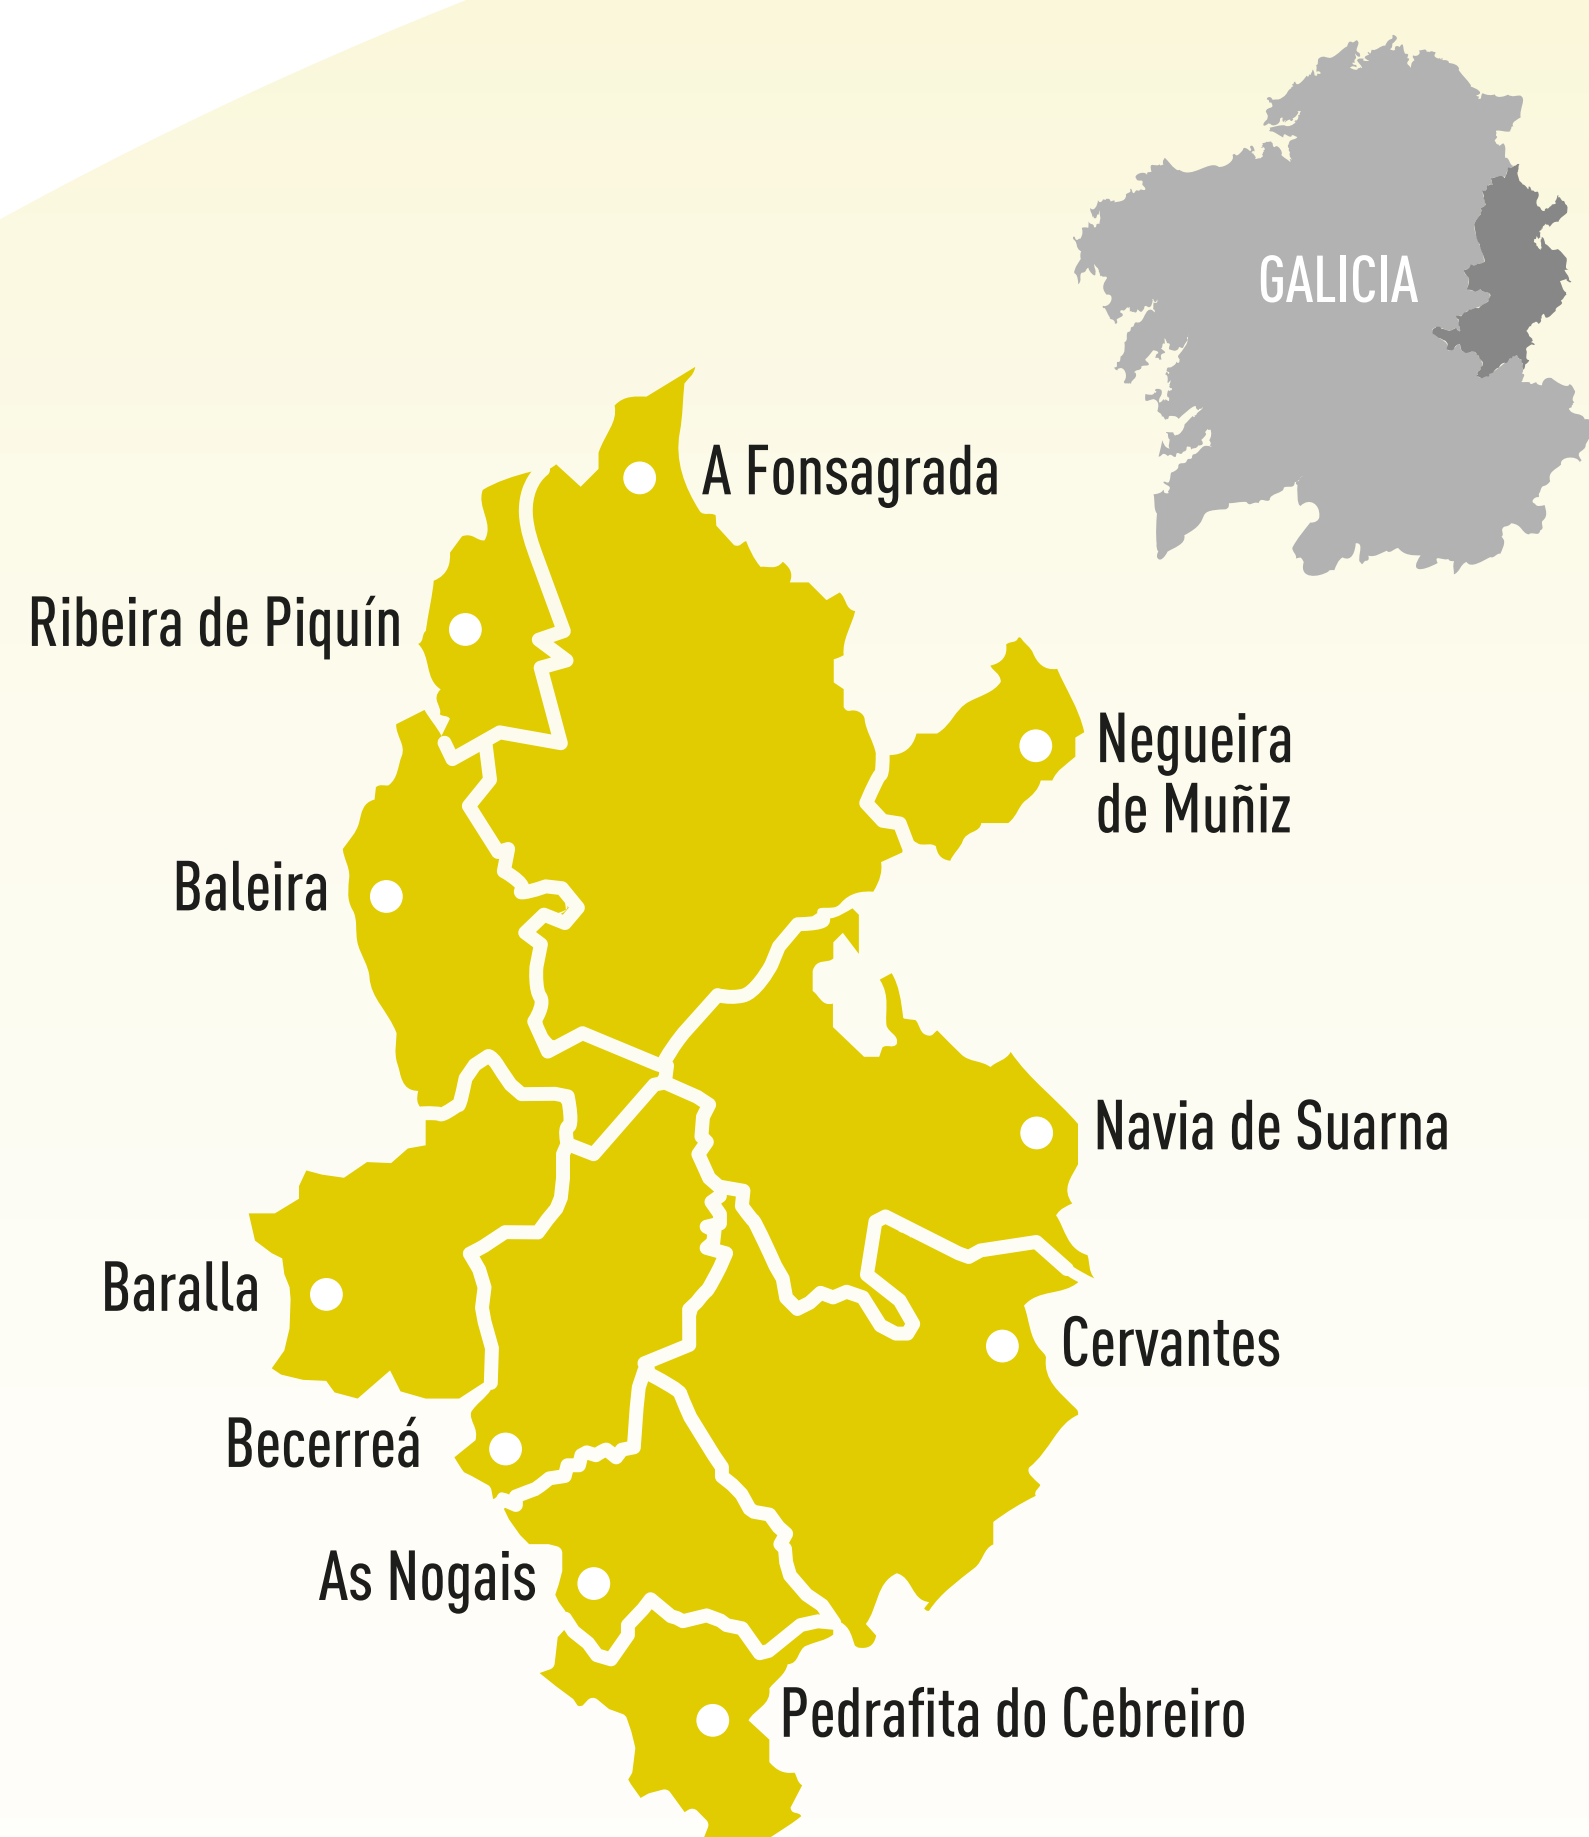 GALICIA
A Fonsagrada
Ribeira de Piquín
Negueira
de Muñiz
Baleira
Navia de Suarna
Baralla
Cervantes
Becerreá
As Nogais
Pedrafita do Cebreiro